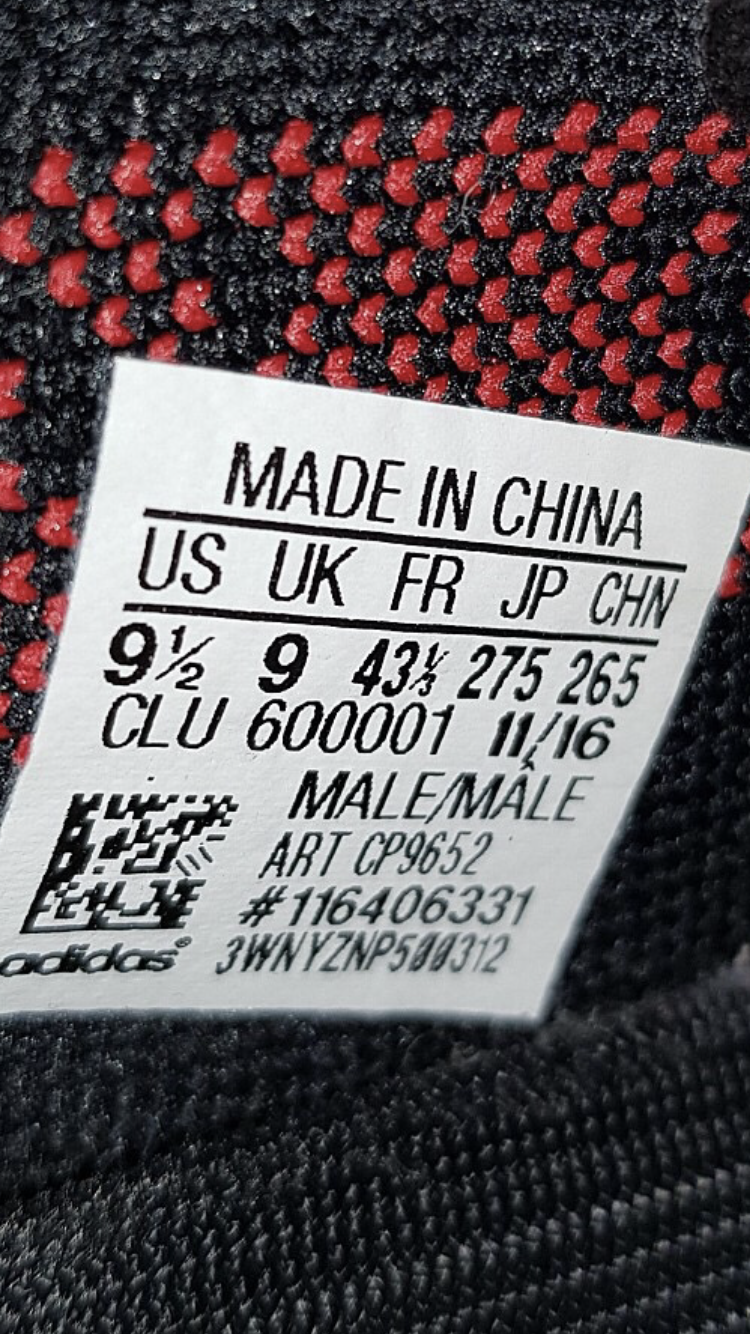 MADE IN CHINA
US UK FR JP CHN
9½ 9 43⅓ 275 265
CLU 600001 11/16
MALE/MÂLE
ART CP9652
#116406331
adidas® 3WNYZNP500312